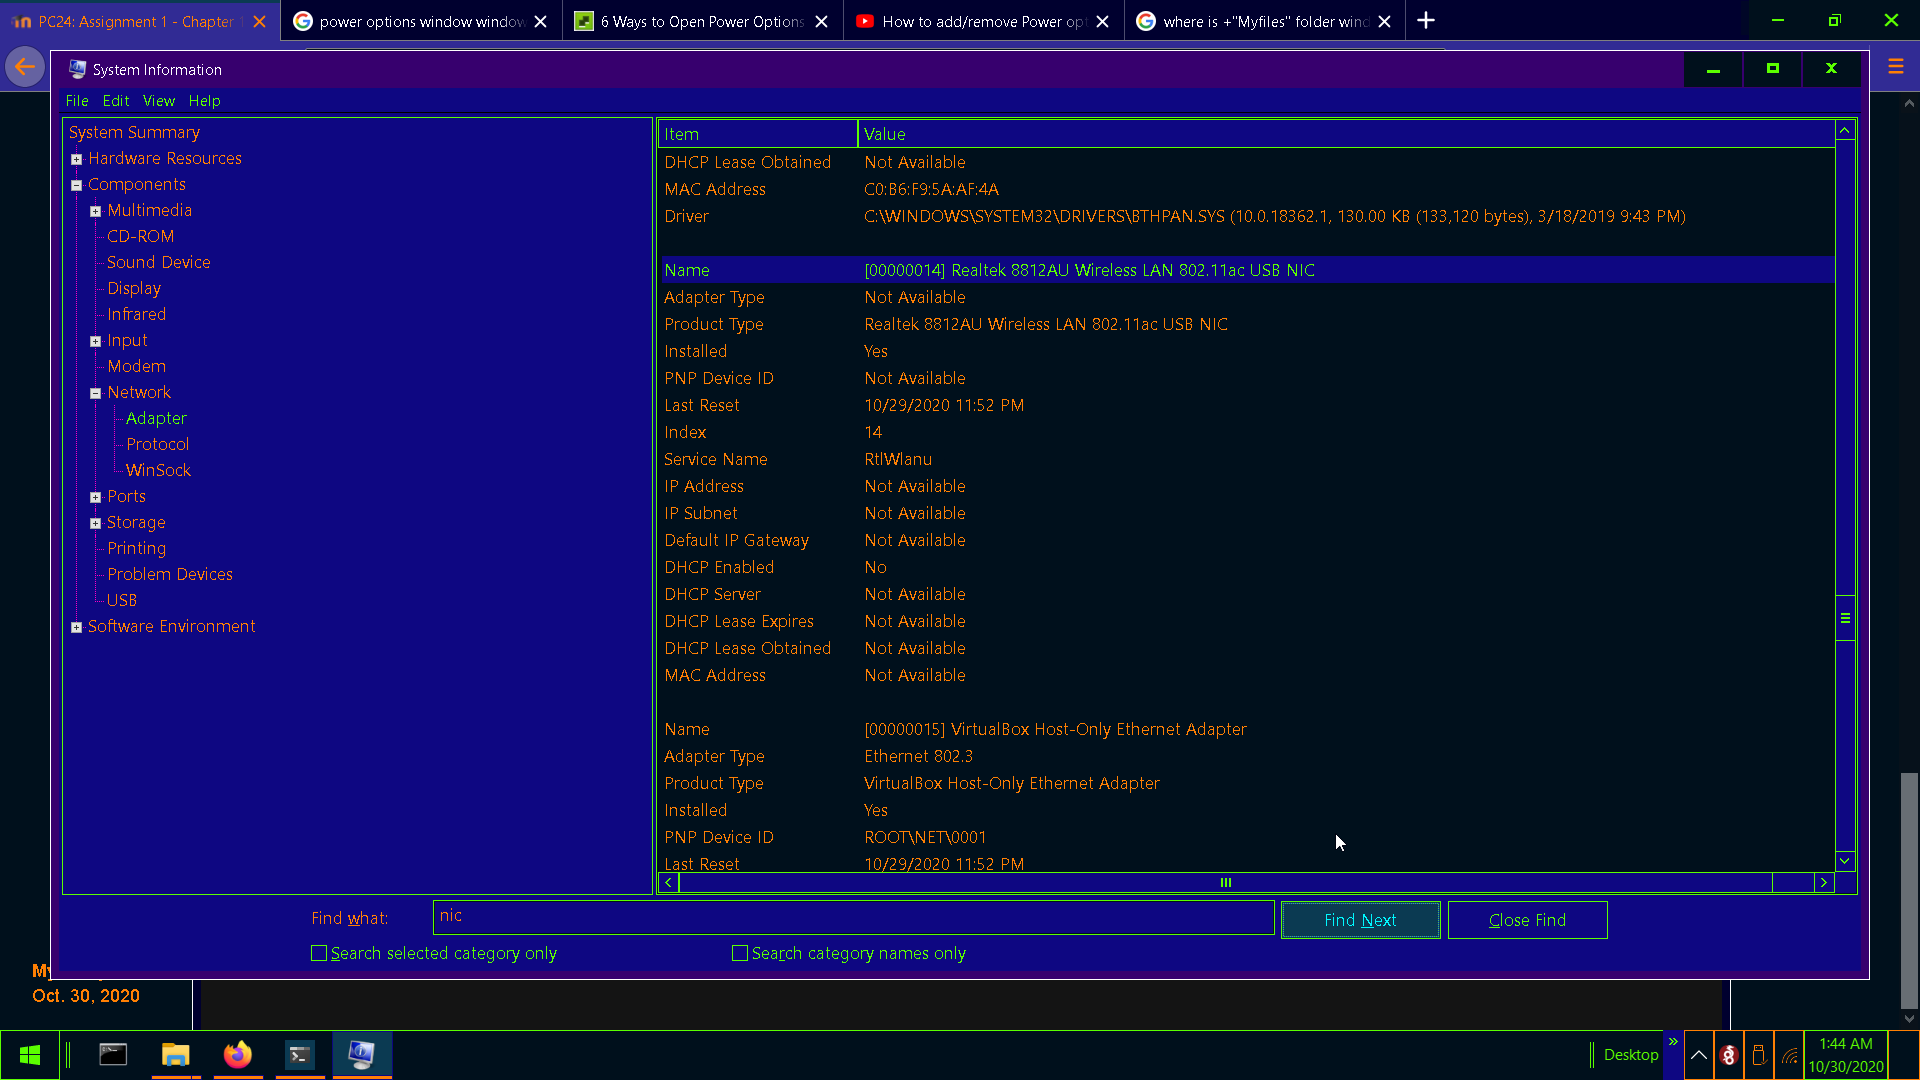 PC24: Assignment 1 - Chapter 1
power options window window
6 Ways to Open Power Options
How to add/remove Power opt
where is +"Myfiles" folder wind
System Information
File Edit View Help
System Summary
Hardware Resources
Components
Multimedia
CD-ROM
Sound Device
Display
Infrared
Input
Modem
Network
Adapter
Protocol
WinSock
Ports
Storage
Printing
Problem Devices
USB
Software Environment
Item Value
DHCP Lease Obtained Not Available
MAC Address C0:B6:F9:5A:AF:4A
Driver C:\WINDOWS\SYSTEM32\DRIVERS\BTHPAN.SYS (10.0.18362.1, 130.00 KB (133,120 bytes), 3/18/2019 9:43 PM)
Name [00000014] Realtek 8812AU Wireless LAN 802.11ac USB NIC
Adapter Type Not Available
Product Type Realtek 8812AU Wireless LAN 802.11ac USB NIC
Installed Yes
PNP Device ID Not Available
Last Reset 10/29/2020 11:52 PM
Index 14
Service Name RtlWlanu
IP Address Not Available
IP Subnet Not Available
Default IP Gateway Not Available
DHCP Enabled No
DHCP Server Not Available
DHCP Lease Expires Not Available
DHCP Lease Obtained Not Available
MAC Address Not Available
Name [00000015] VirtualBox Host-Only Ethernet Adapter
Adapter Type Ethernet 802.3
Product Type VirtualBox Host-Only Ethernet Adapter
Installed Yes
PNP Device ID ROOT\NET\0001
Last Reset 10/29/2020 11:52 PM
Find what: nic
Find Next
Close Find
Search selected category only
Search category names only
Oct. 30, 2020
Desktop
1:44 AM
10/30/2020